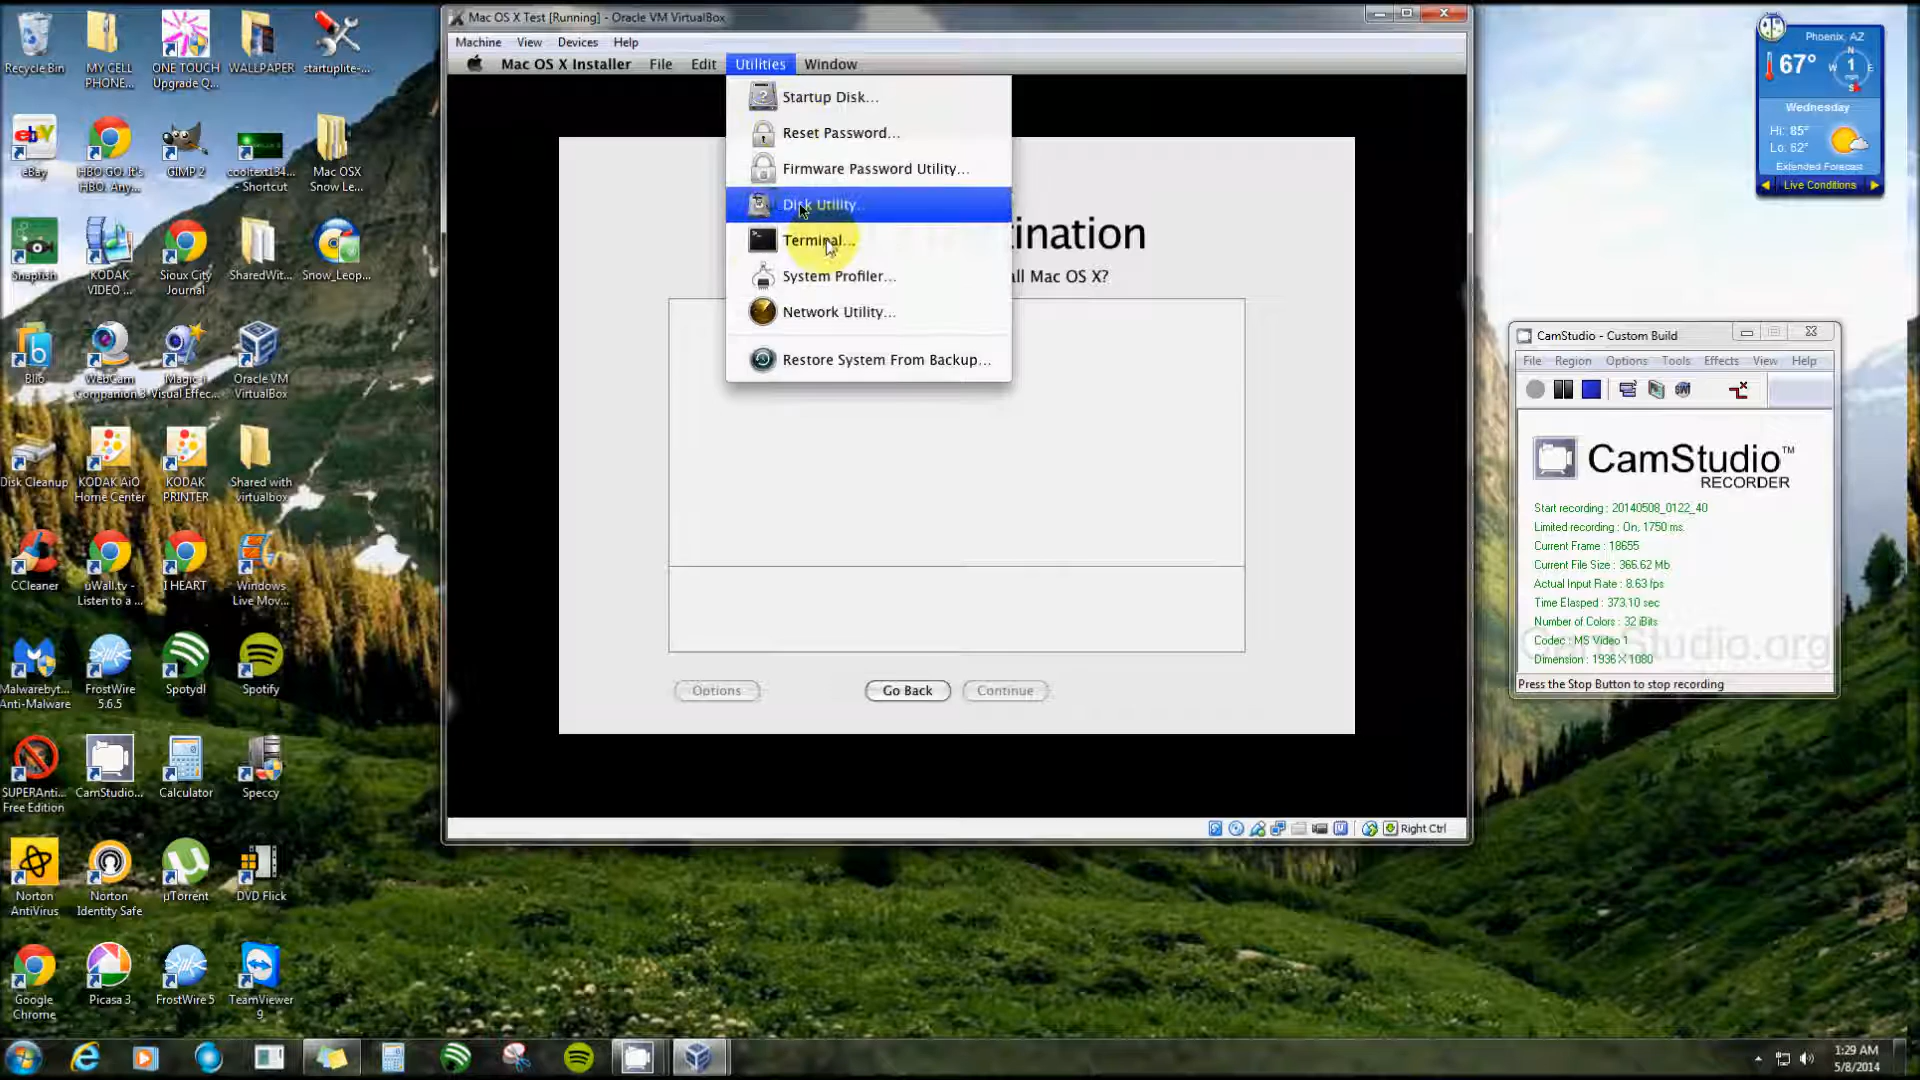 Recycle Bin
MY CELL
PHONE...
ONE TOUCH
Upgrade Q...
WALLPAPER
startuplite-...
eBay
HBO GO. It's
HBO. Any...
GIMP 2
cooltext134...
- Shortcut
Mac OSX
Snow Le...
Snapfish
KODAK
VIDEO ...
Sioux City
Journal
SharedWit...
Snow_Leop...
Blio
WebCam
Companion 3
Magic-i
Visual Effec...
Oracle VM
VirtualBox
Disk Cleanup
KODAK AiO
Home Center
KODAK
PRINTER
Shared with
virtualbox
CCleaner
uWall.tv -
Listen to a ...
I HEART
Windows
Live Mov...
Malwarebyt...
Anti-Malware
FrostWire
5.6.5
Spotydl
Spotify
SUPERAnti...
Free Edition
CamStudio...
Calculator
Speccy
Norton
AntiVirus
Norton
Identity Safe
µTorrent
DVD Flick
Google
Chrome
Picasa 3
FrostWire 5
TeamViewer
9
Mac OS X Test [Running] - Oracle VM VirtualBox
Machine View Devices Help
Mac OS X Installer File Edit Utilities Window
Startup Disk...
Reset Password...
Firmware Password Utility...
Disk Utility...
Terminal...
System Profiler...
Network Utility...
Restore System From Backup...
tination
all Mac OS X?
Options Go Back Continue
Right Ctrl
Phoenix, AZ
67°
N
W 1 E
mph
Wednesday
Hi: 85°
Lo: 62°
Extended Forecast
Live Conditions
CamStudio - Custom Build
File Region Options Tools Effects View Help
CamStudio™
RECORDER
Start recording : 20140508_0122_40
Limited recording : On, 1750 ms.
Current Frame : 18655
Current File Size : 366.62 Mb
Actual Input Rate : 8.63 fps
Time Elasped : 373.10 sec
Number of Colors : 32 iBits
Codec : MS Video 1
Dimension : 1936 X 1080
CamStudio.org
Press the Stop Button to stop recording
1:29 AM
5/8/2014